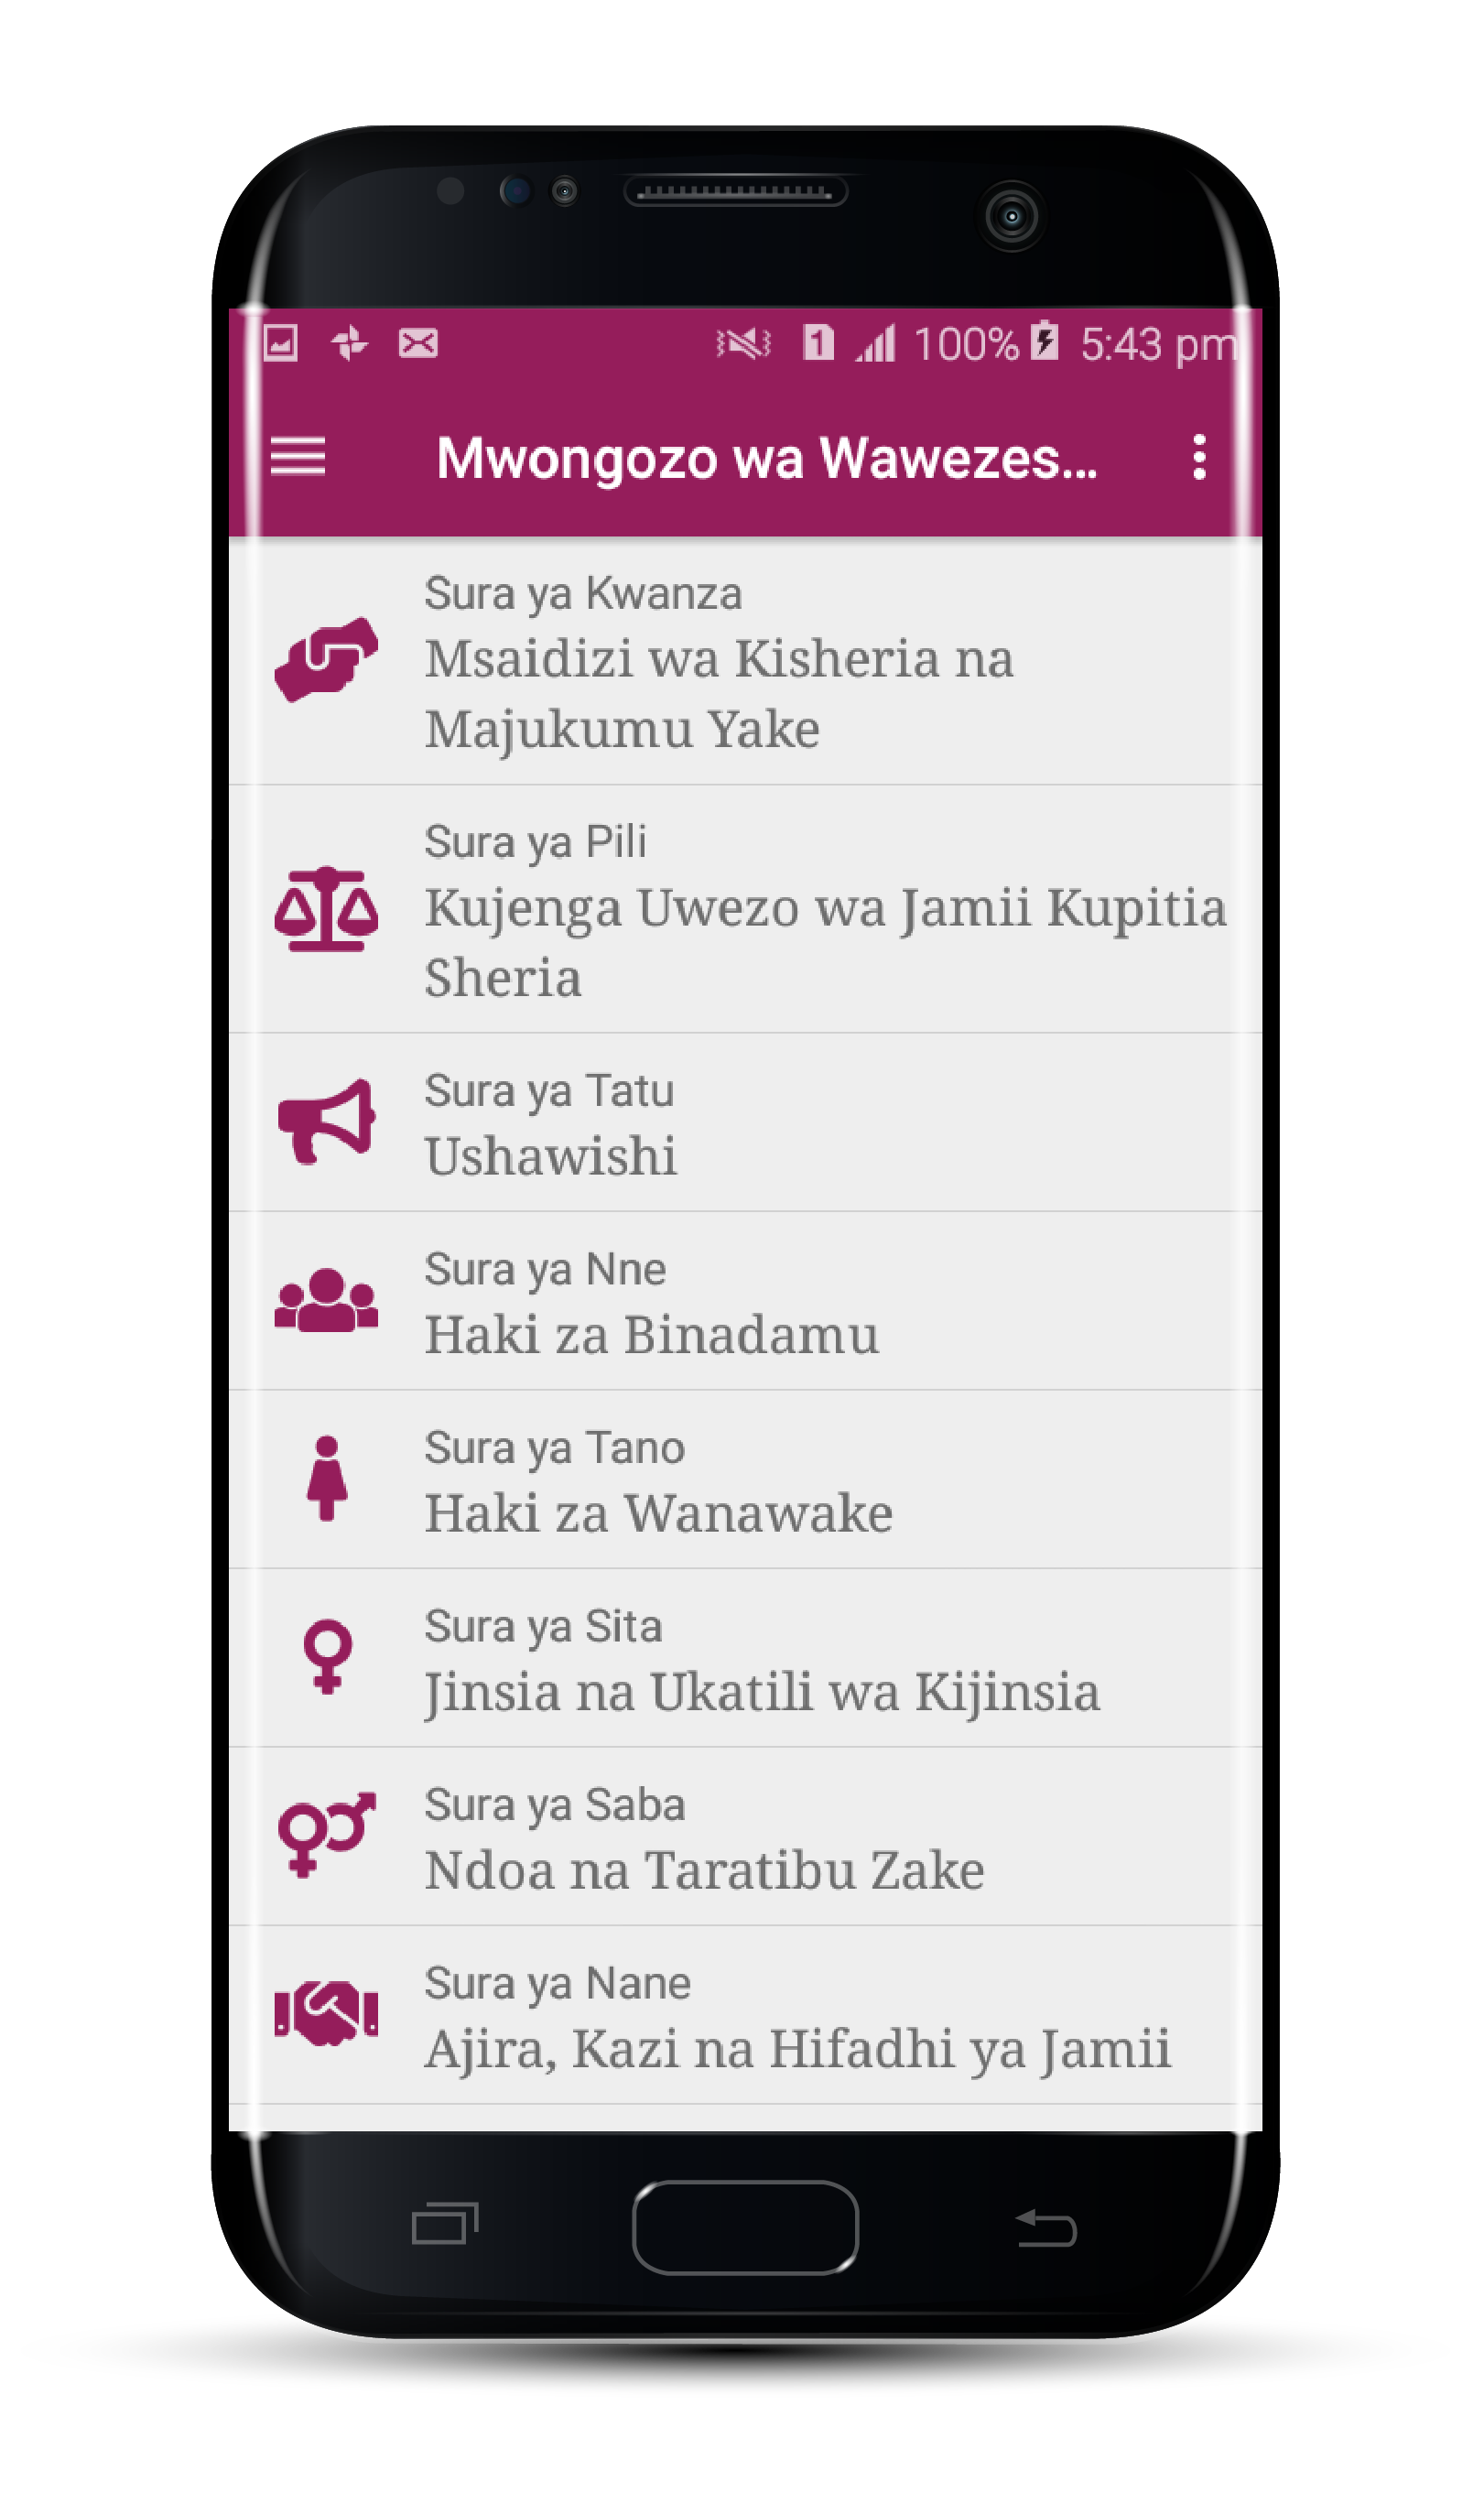 1 100% 5:43 pm
Mwongozo wa Wawezes...
Sura ya Kwanza
Msaidizi wa Kisheria na
Majukumu Yake
Sura ya Pili
Kujenga Uwezo wa Jamii Kupitia
Sheria
Sura ya Tatu
Ushawishi
Sura ya Nne
Haki za Binadamu
Sura ya Tano
Haki za Wanawake
Sura ya Sita
Jinsia na Ukatili wa Kijinsia
Sura ya Saba
Ndoa na Taratibu Zake
Sura ya Nane
Ajira, Kazi na Hifadhi ya Jamii